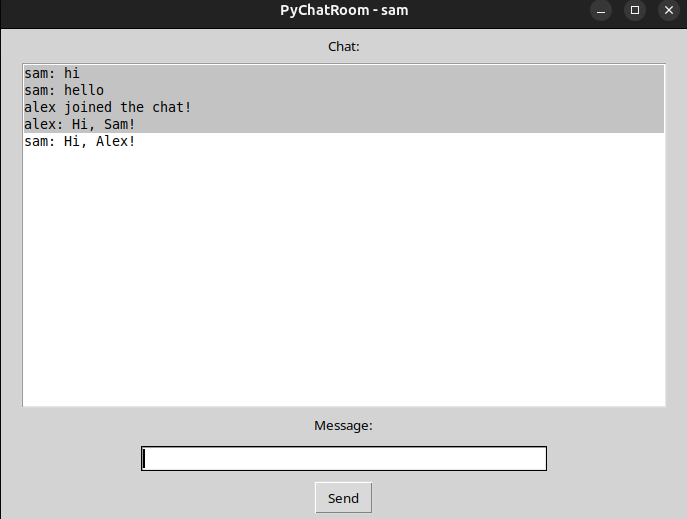 PyChatRoom - sam
Chat:
sam: hi
sam: hello
alex joined the chat!
alex: Hi, Sam!
sam: Hi, Alex!
Message:
Send